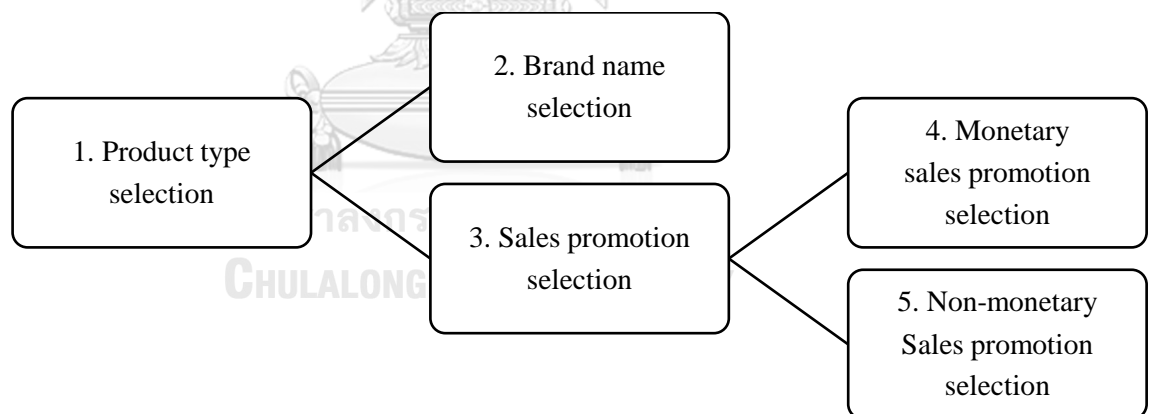 1. Product type
selection
2. Brand name
selection
3. Sales promotion
selection
4. Monetary
sales promotion
selection
5. Non-monetary
Sales promotion
selection
CHULALONG